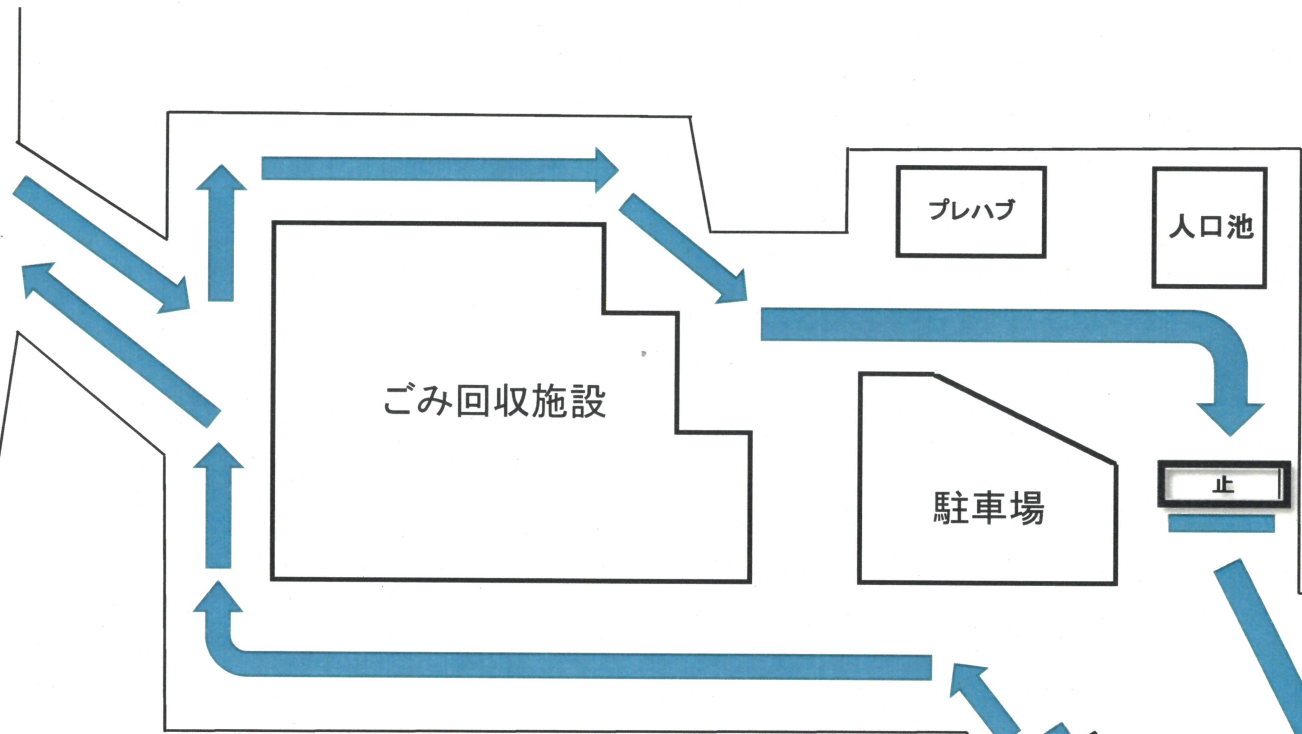 プレハブ
人口池
ごみ回収施設
駐車場
止